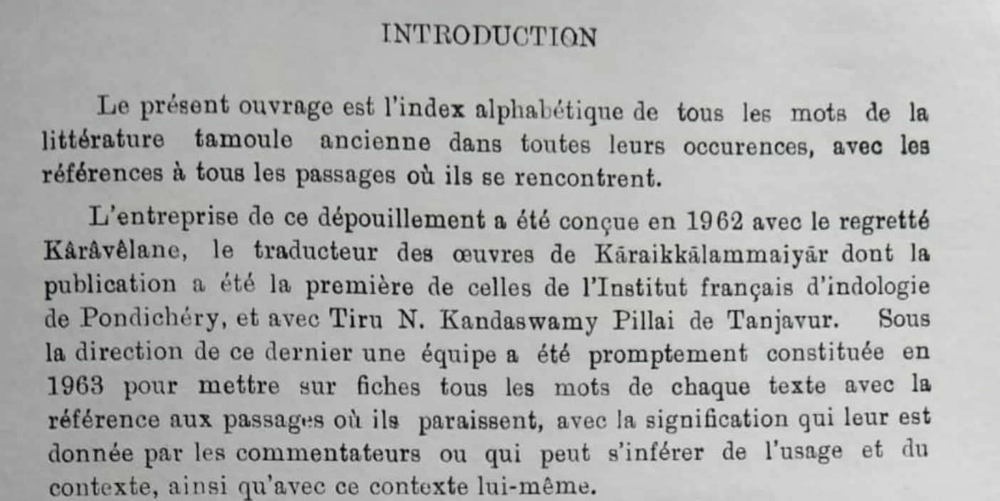 INTRODUCTION
Le présent ouvrage est l'index alphabétique de tous les mots de la
littérature tamoule ancienne dans toutes leurs occurences, avec les
références à tous les passages où ils se rencontrent.
L'entreprise de ce dépouillement a été conçue en 1962 avec le regretté
Kârâvêlane, le traducteur des œuvres de Kāraikkālammaiyār dont la
publication a été la première de celles de l'Institut français d'indologie
de Pondichéry, et avec Tiru N. Kandaswamy Pillai de Tanjavur. Sous
la direction de ce dernier une équipe a été promptement constituée en
1963 pour mettre sur fiches tous les mots de chaque texte avec la
référence aux passages où ils paraissent, avec la signification qui leur est
donnée par les commentateurs ou qui peut s'inférer de l'usage et du
contexte, ainsi qu'avec ce contexte lui-même.